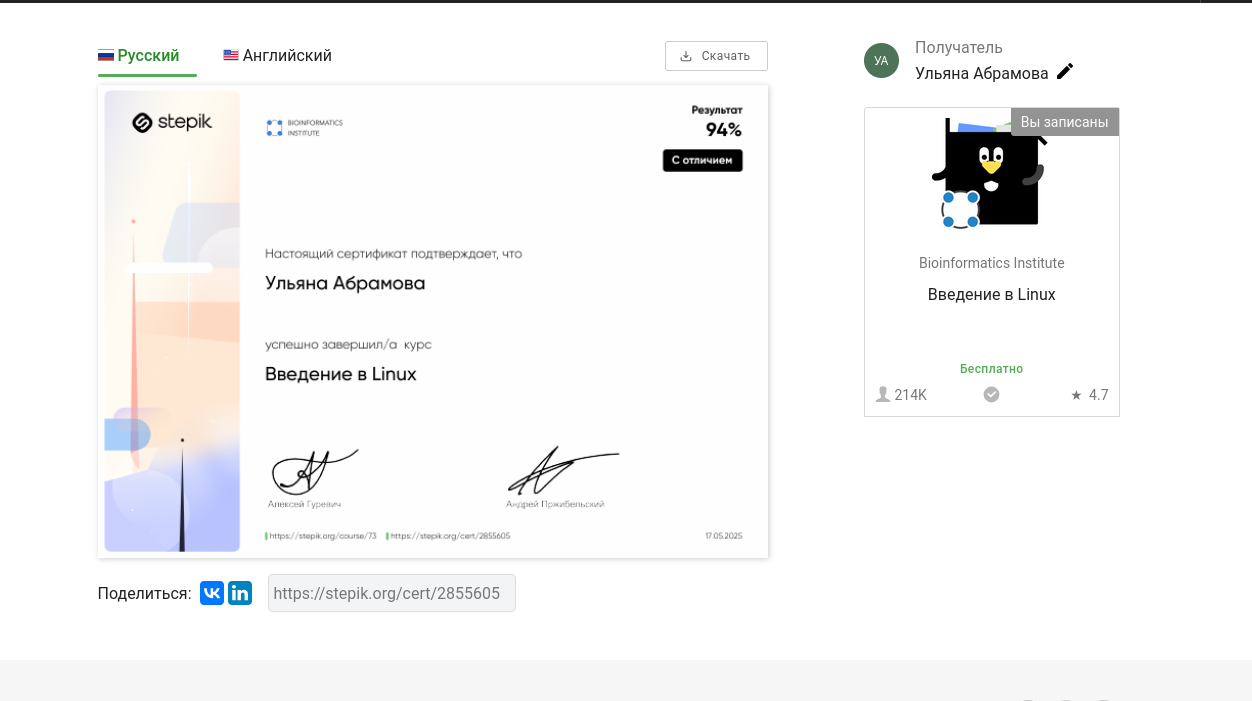 Русский
Английский
Скачать
stepik
BIOINFORMATICS
INSTITUTE
Результат
94%
С отличием
Настоящий сертификат подтверждает, что
Ульяна Абрамова
успешно завершил/а курс
Введение в Linux
Алексей Гуревич
Андрей Пржибельский
https://stepik.org/course/73
https://stepik.org/cert/2855605
17.05.2025
Поделиться:
https://stepik.org/cert/2855605
УА
Получатель
Ульяна Абрамова
Вы записаны
Bioinformatics Institute
Введение в Linux
Бесплатно
214K
4.7